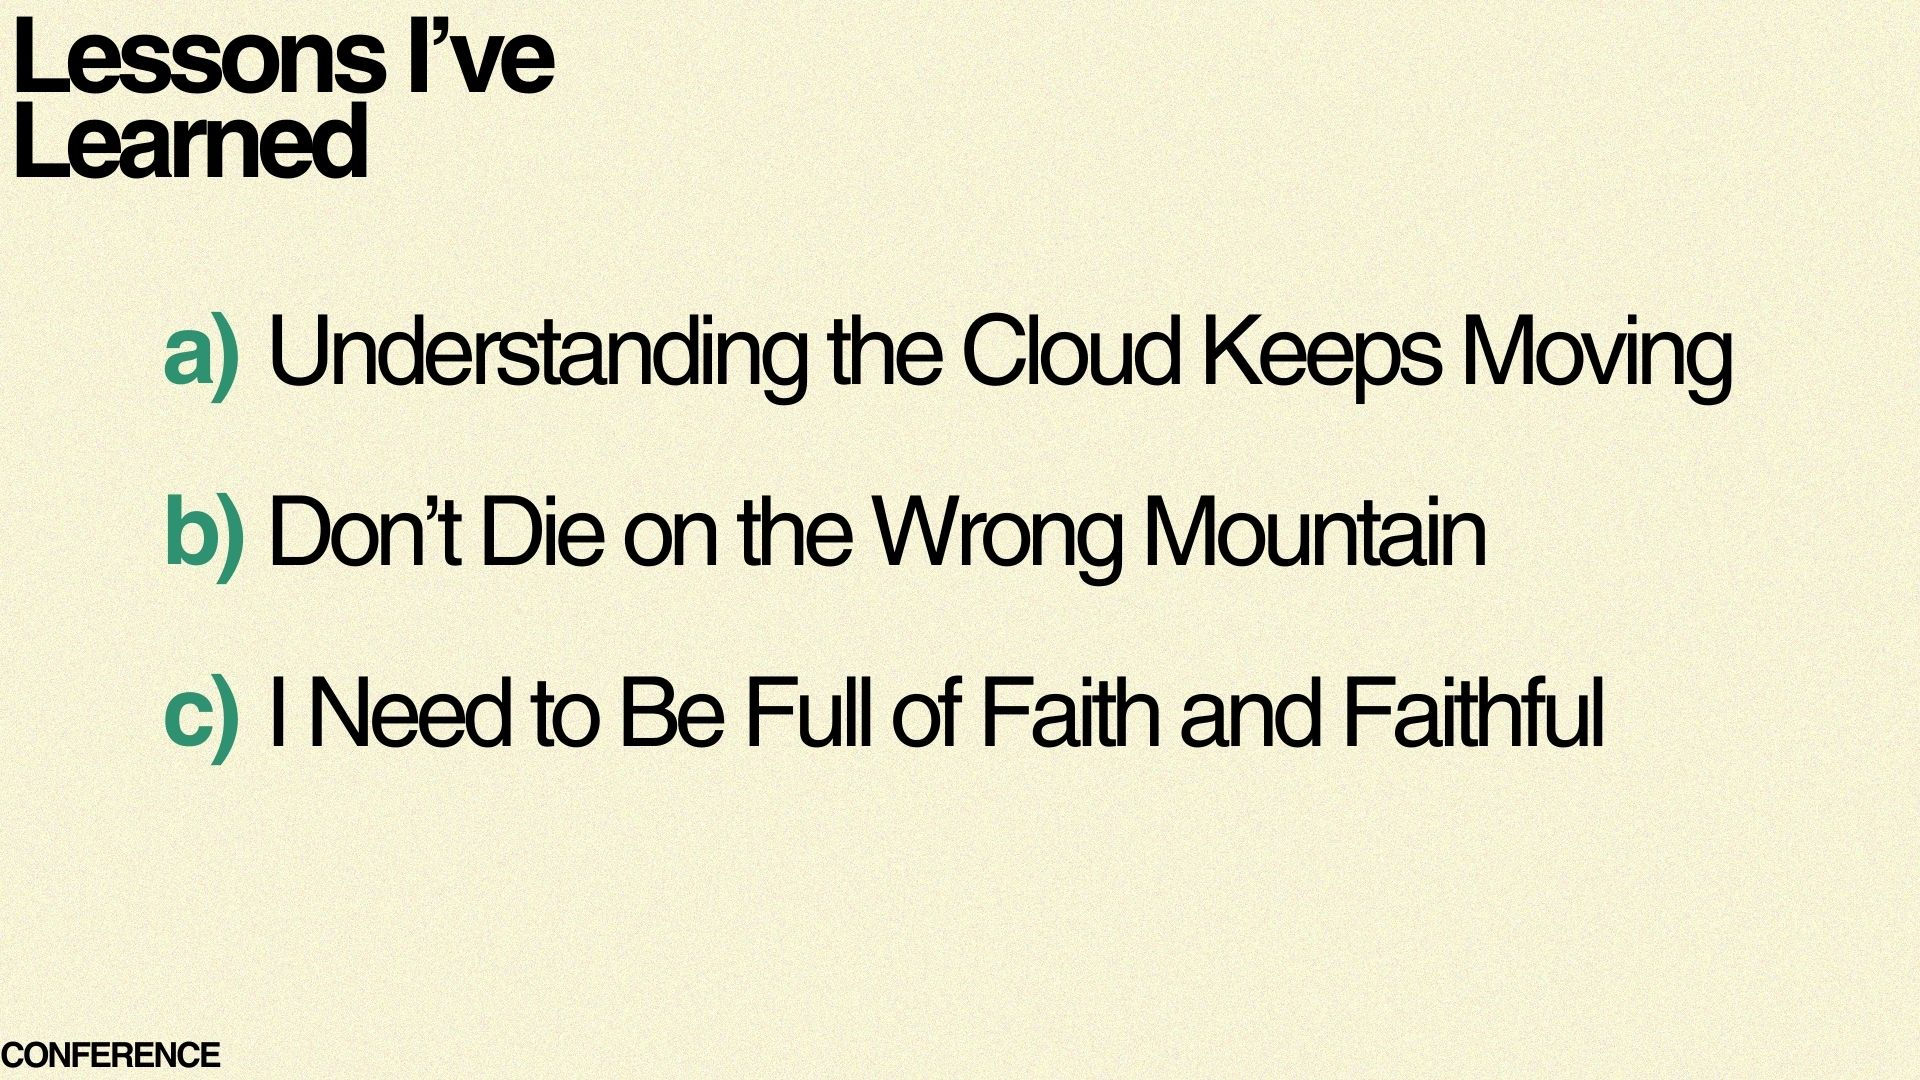 Lessons I’ve
Learned
a) Understanding the Cloud Keeps Moving
b) Don’t Die on the Wrong Mountain
c) I Need to Be Full of Faith and Faithful
CONFERENCE